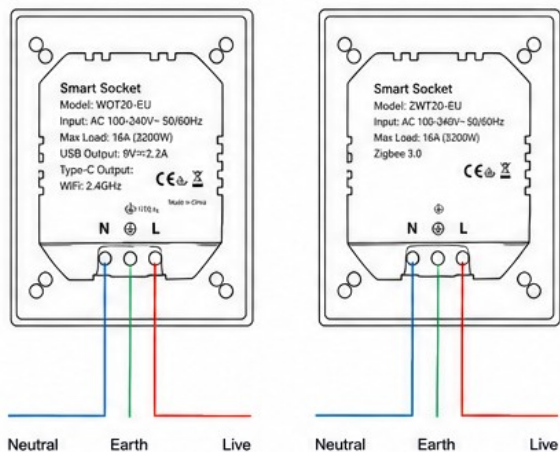 Smart Socket
Model: WOT20-EU
Input: AC 100-240V~ 50/60Hz
Max Load: 16A (3200W)
USB Output: 9V⎓2.2A
Type-C Output:
WiFi: 2.4GHz
CE
Made in China
N L
Neutral Earth Live
Smart Socket
Model: ZWT20-EU
Input: AC 100-240V~ 50/60Hz
Max Load: 16A (3200W)
Zigbee 3.0
CE
N L
Neutral Earth Live